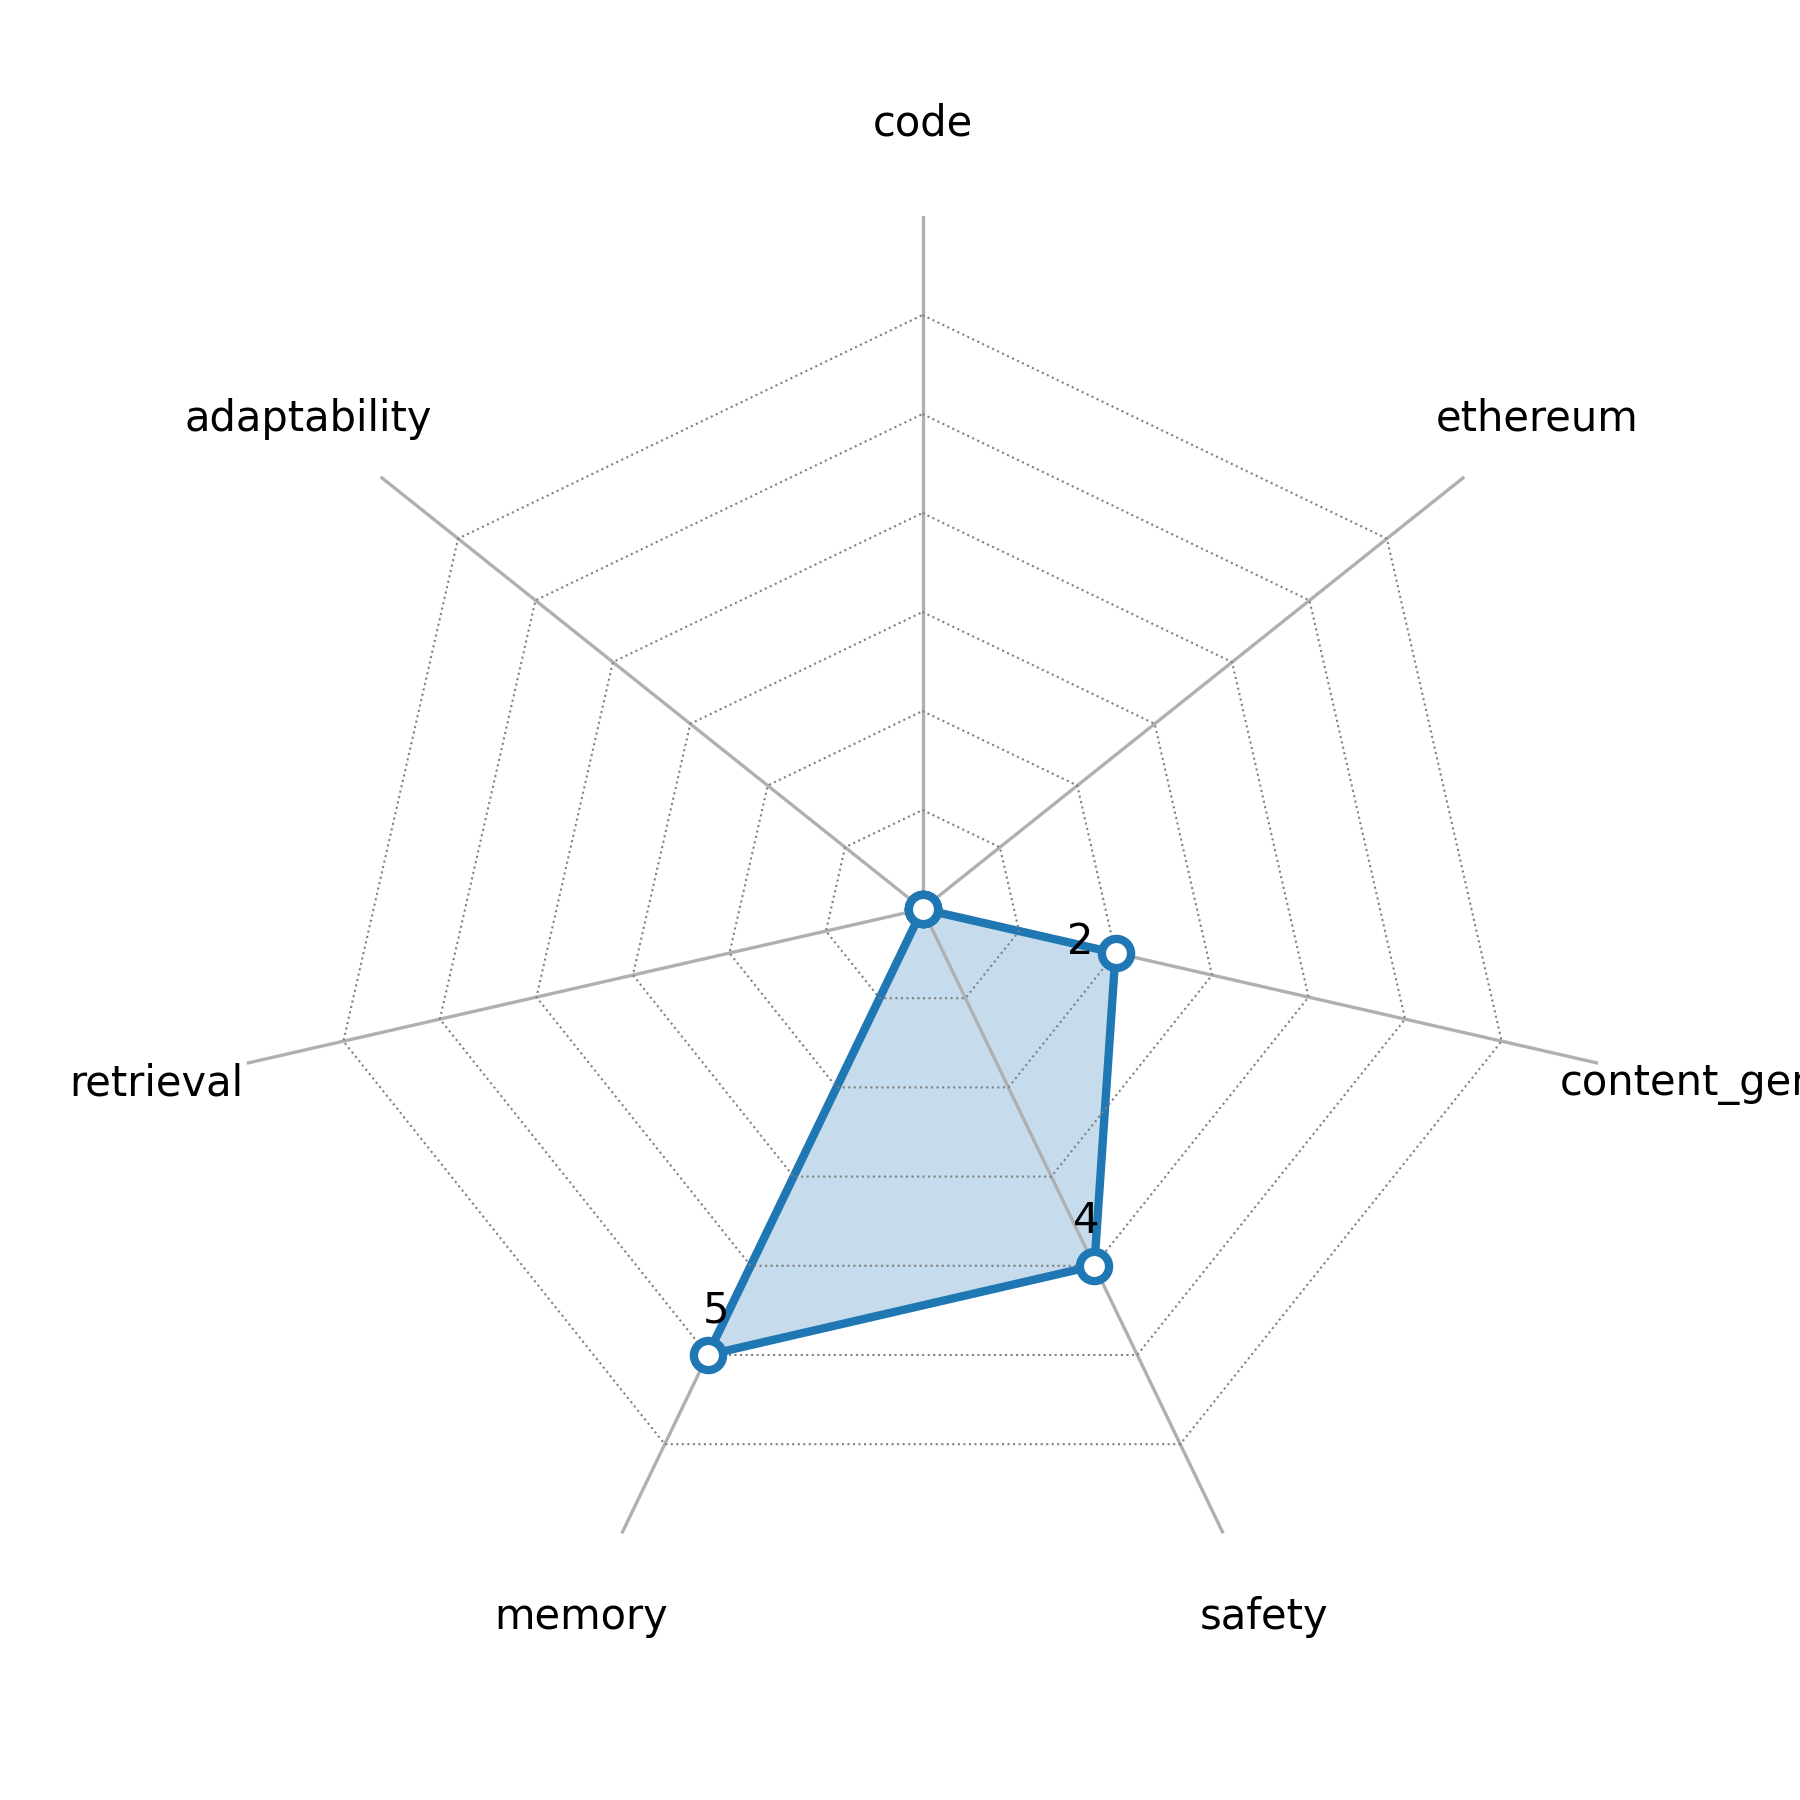 code
adaptability
ethereum
2
retrieval
content_ger
4
5
memory
safety